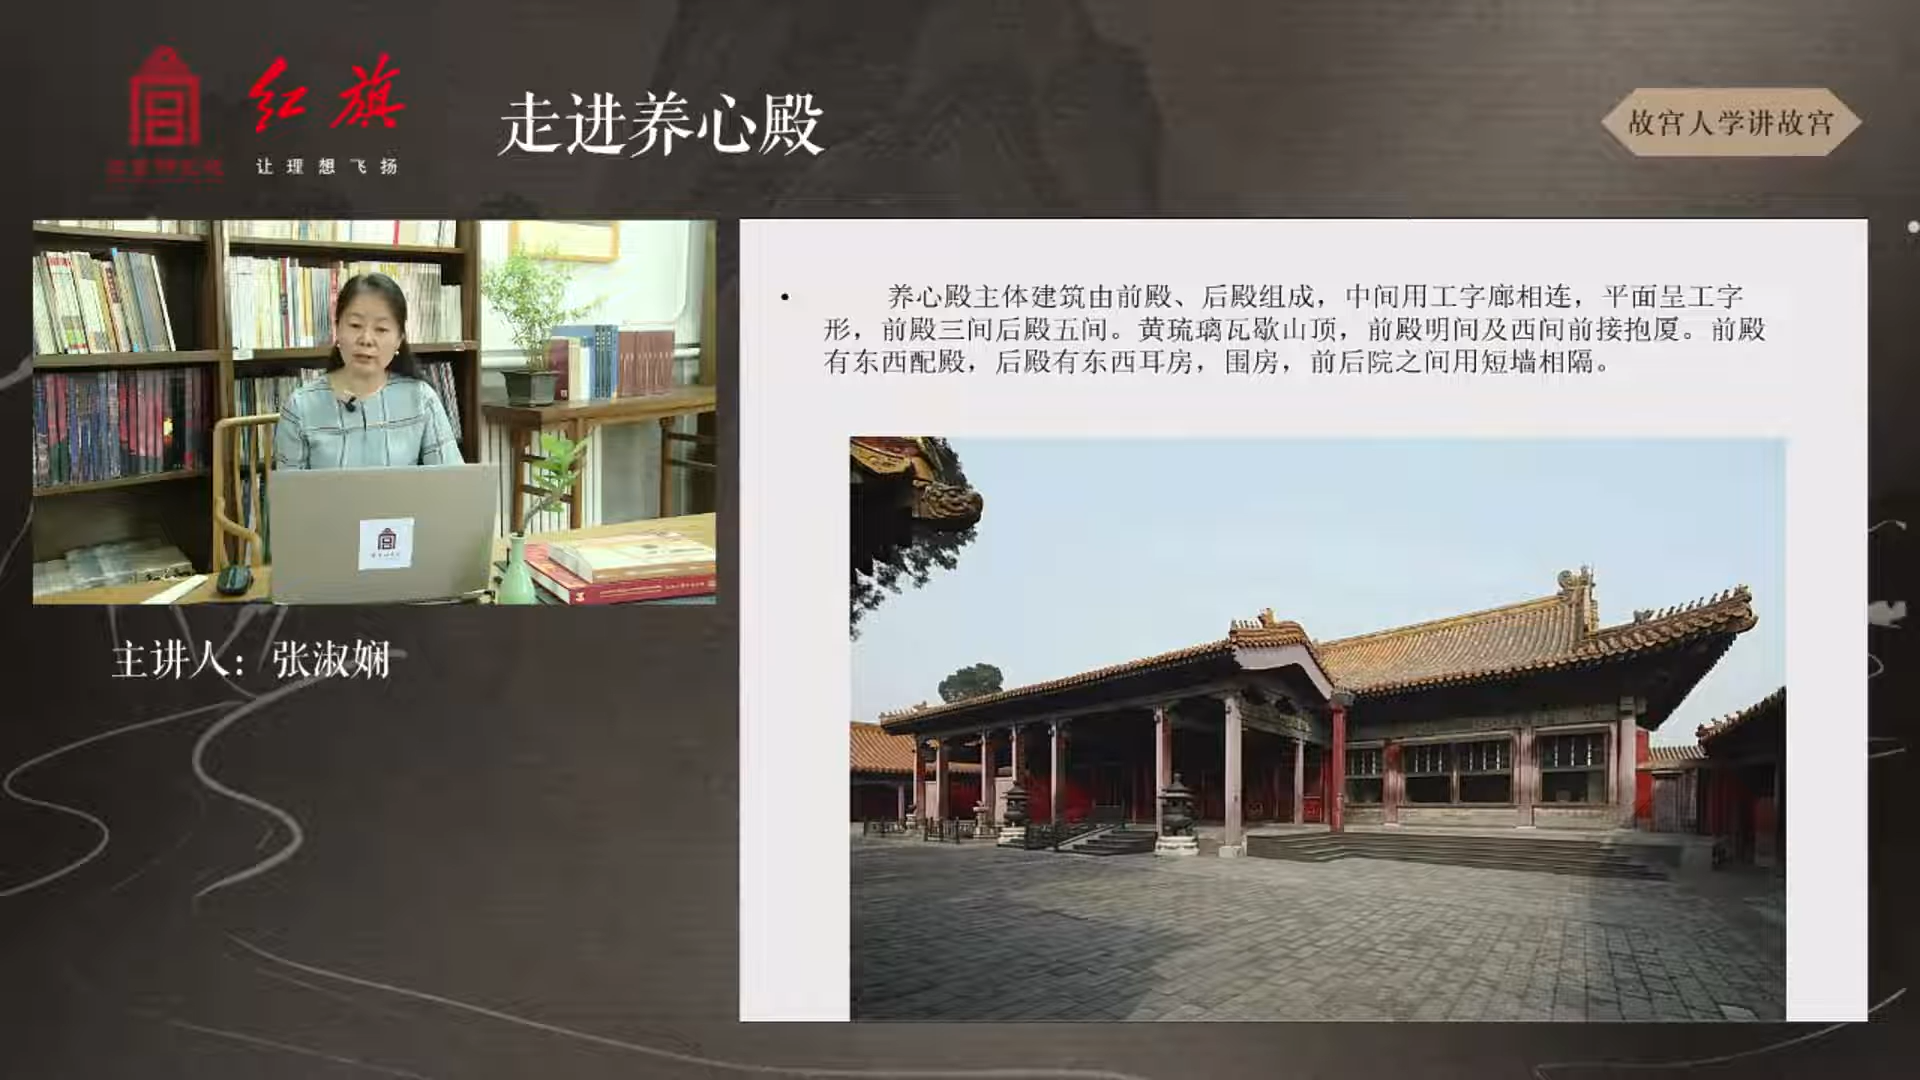 红旗
让理想飞扬
走进养心殿
故宫人学讲故宫
养心殿主体建筑由前殿、后殿组成，中间用工字廊相连，平面呈工字
形，前殿三间后殿五间。黄琉璃瓦歇山顶，前殿明间及西间前接抱厦。前殿
有东西配殿，后殿有东西耳房，围房，前后院之间用短墙相隔。
主讲人：张淑娴